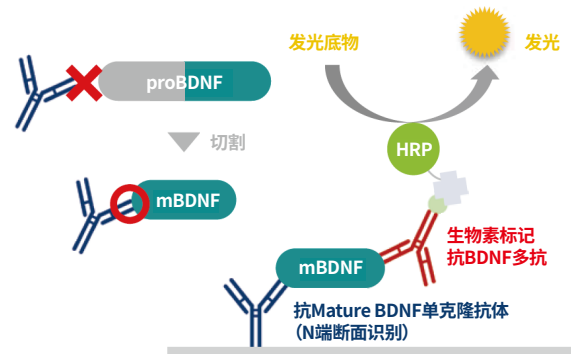 发光底物
发光
proBDNF
HRP
切割
mBDNF
生物素标记
抗BDNF多抗
mBDNF
抗Mature BDNF单克隆抗体
（N端断面识别）